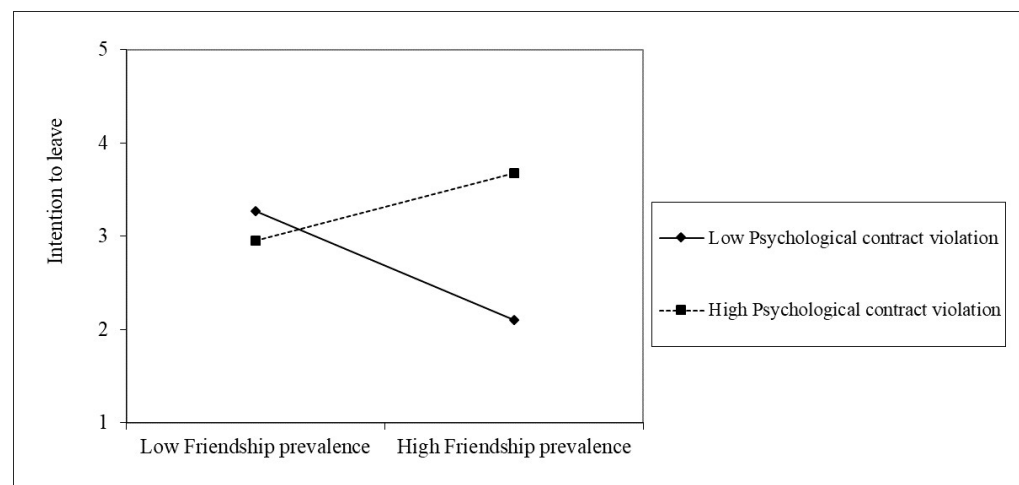 5
4
3
2
1
Intention to leave
Low Friendship prevalence
High Friendship prevalence
Low Psychological contract violation
High Psychological contract violation